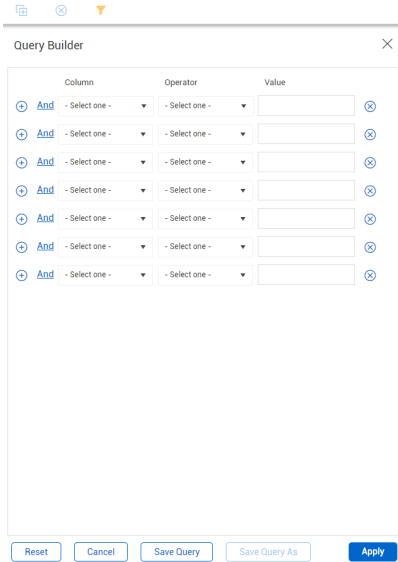 Query Builder
Column Operator Value
And - Select one - - Select one -
And - Select one - - Select one -
And - Select one - - Select one -
And - Select one - - Select one -
And - Select one - - Select one -
And - Select one - - Select one -
And - Select one - - Select one -
Reset Cancel Save Query Save Query As Apply